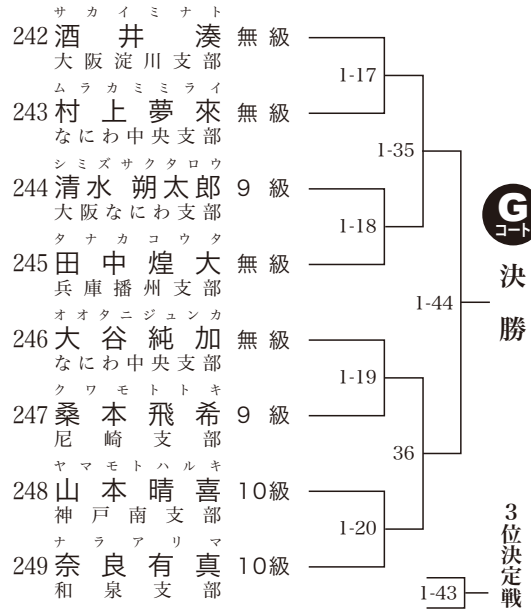 サカイミナト
242 酒井 湊 無級
大阪淀川支部
1-17
ムラカミミライ
243 村上夢來 無級
なにわ中央支部
1-35
シミズサクタロウ
244 清水 朔太郎 9級
大阪なにわ支部
1-18
タナカコウタ
245 田中煌大 無級
兵庫播州支部
G
コート
決勝
1-44
オオタニジュンカ
246 大谷純加 無級
なにわ中央支部
1-19
クワモトトキ
247 桑本飛希 9級
尼崎支部
36
ヤマモトハルキ
248 山本晴喜 10級
神戸南支部
1-20
ナラアリマ
249 奈良有真 10級
和泉支部
3位決定戦
1-43